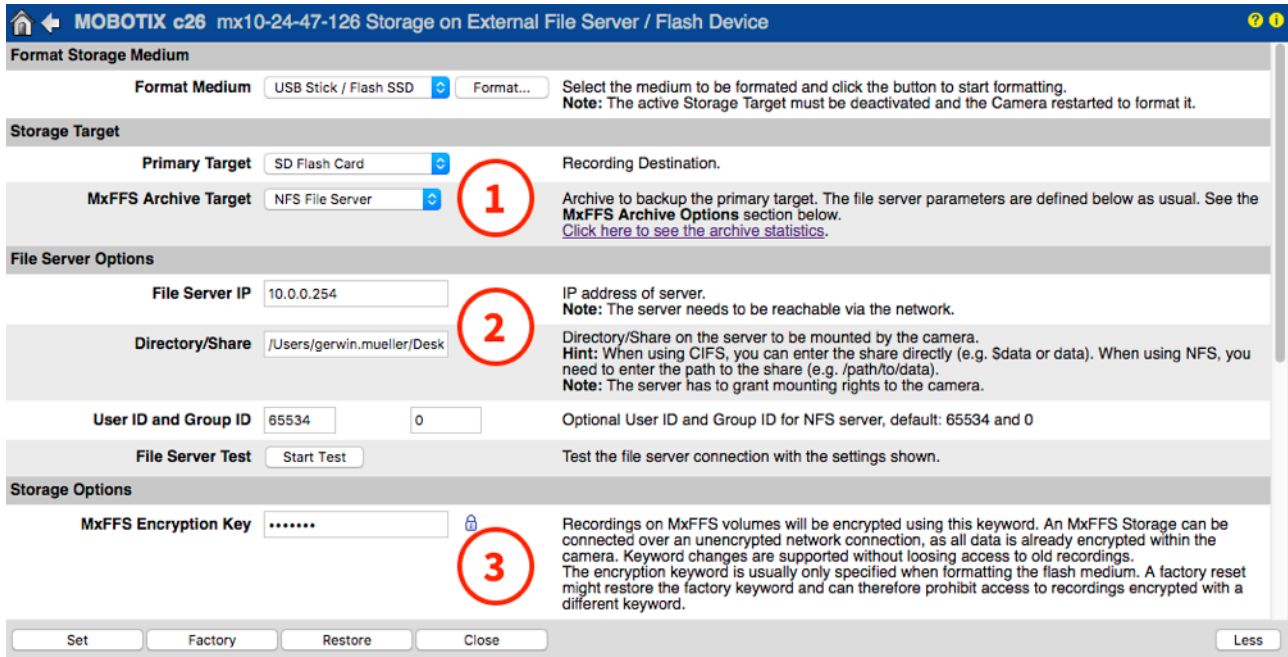 MOBOTIX c26 mx10-24-47-126 Storage on External File Server / Flash Device
? i
Format Storage Medium
Format Medium USB Stick / Flash SSD Format... Select the medium to be formated and click the button to start formatting.
Note: The active Storage Target must be deactivated and the Camera restarted to format it.
Storage Target
Primary Target SD Flash Card Recording Destination.
MxFFS Archive Target NFS File Server 1 Archive to backup the primary target. The file server parameters are defined below as usual. See the
MxFFS Archive Options section below.
Click here to see the archive statistics.
File Server Options
File Server IP 10.0.0.254 IP address of server.
Note: The server needs to be reachable via the network.
2
Directory/Share /Users/gerwin.mueller/Desk Directory/Share on the server to be mounted by the camera.
Hint: When using CIFS, you can enter the share directly (e.g. $data or data). When using NFS, you
need to enter the path to the share (e.g. /path/to/data).
Note: The server has to grant mounting rights to the camera.
User ID and Group ID 65534 0 Optional User ID and Group ID for NFS server, default: 65534 and 0
File Server Test Start Test Test the file server connection with the settings shown.
Storage Options
MxFFS Encryption Key ••••••• Recordings on MxFFS volumes will be encrypted using this keyword. An MxFFS Storage can be
connected over an unencrypted network connection, as all data is already encrypted within the
camera. Keyword changes are supported without loosing access to old recordings.
3 The encryption keyword is usually only specified when formatting the flash medium. A factory reset
might restore the factory keyword and can therefore prohibit access to recordings encrypted with a
different keyword.
Set Factory Restore Close Less